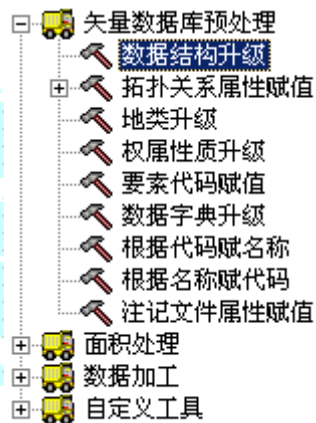 矢量数据库预处理
数据结构升级
拓扑关系属性赋值
地类升级
权属性质升级
要素代码赋值
数据字典升级
根据代码赋名称
根据名称赋代码
注记文件属性赋值
面积处理
数据加工
自定义工具